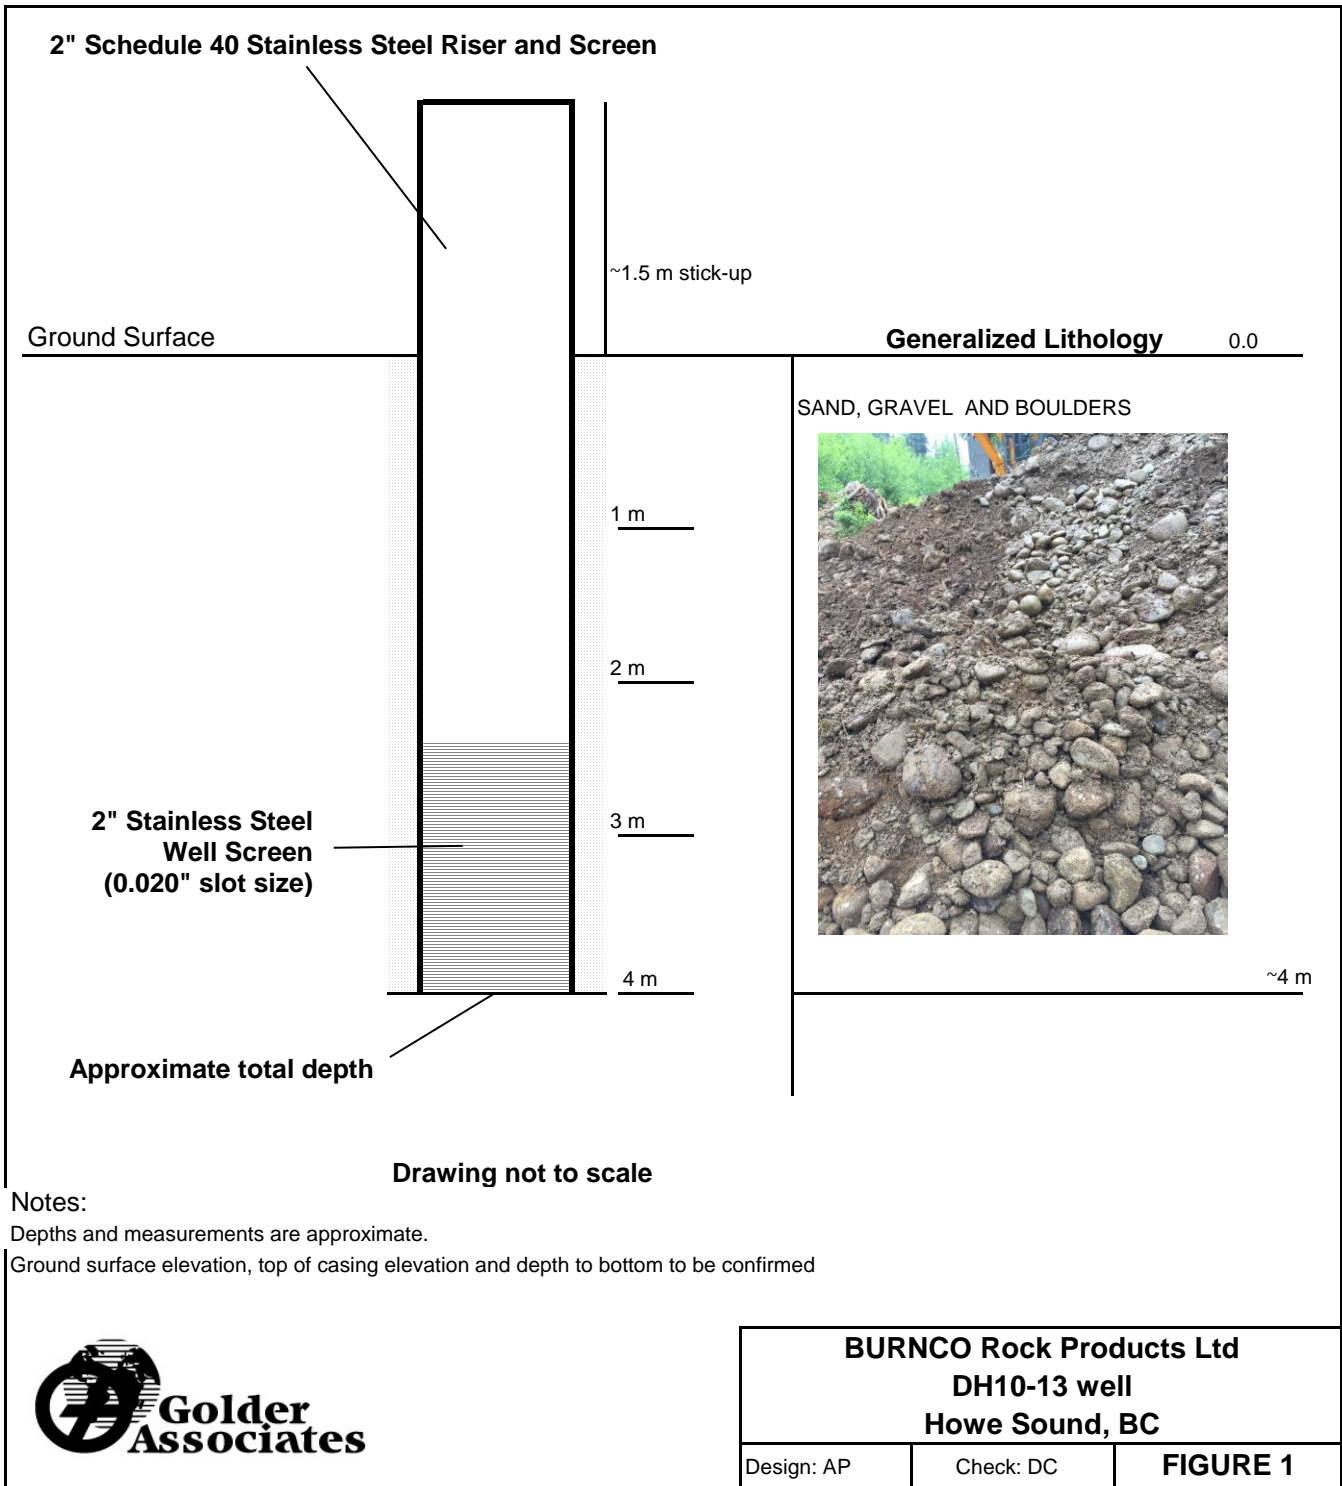 2" Schedule 40 Stainless Steel Riser and Screen
~1.5 m stick-up
Ground Surface
Generalized Lithology 0.0
SAND, GRAVEL AND BOULDERS
1 m
2 m
2" Stainless Steel
Well Screen
(0.020" slot size)
3 m
4 m
~4 m
Approximate total depth
Drawing not to scale
Notes:
Depths and measurements are approximate.
Ground surface elevation, top of casing elevation and depth to bottom to be confirmed
Golder
Associates
BURNCO Rock Products Ltd
DH10-13 well
Howe Sound, BC
Design: AP
Check: DC
FIGURE 1